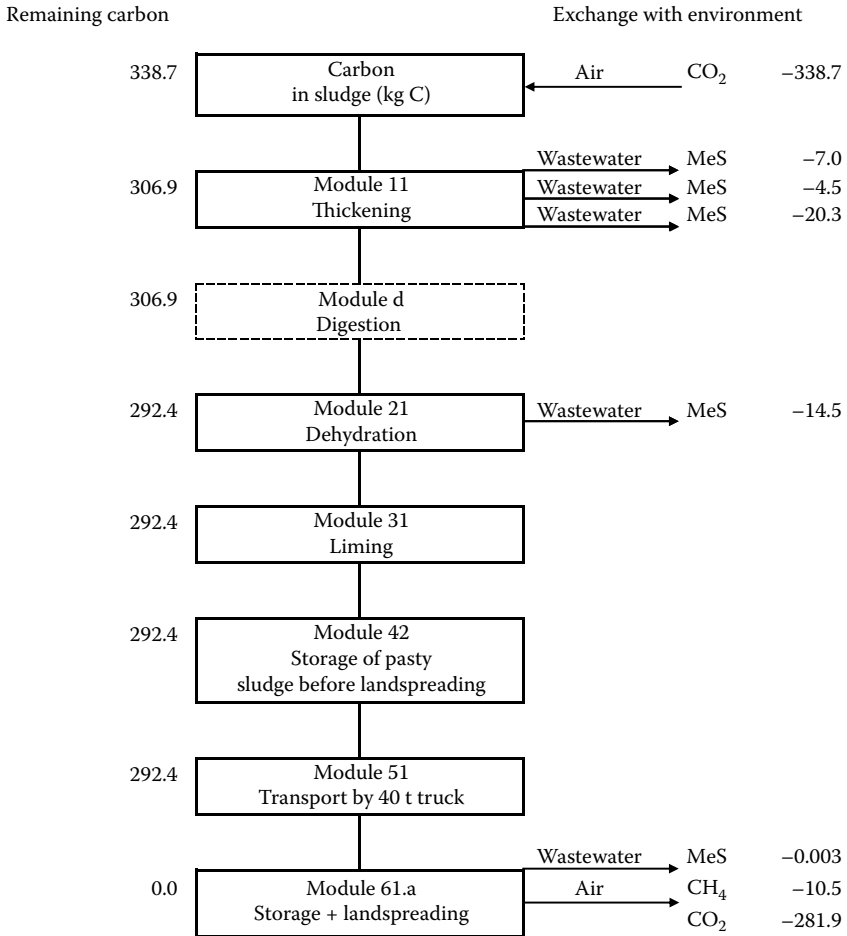 Remaining carbon Exchange with environment
338.7 Carbon in sludge (kg C) Air CO₂ –338.7
Wastewater MeS –7.0
306.9 Module 11 Wastewater MeS –4.5
Thickening Wastewater MeS –20.3
306.9 Module d
Digestion
292.4 Module 21 Wastewater MeS –14.5
Dehydration
292.4 Module 31
Liming
292.4 Module 42
Storage of pasty
sludge before landspreading
292.4 Module 51
Transport by 40 t truck
Wastewater MeS –0.003
0.0 Module 61.a Air CH₄ –10.5
Storage + landspreading CO₂ –281.9